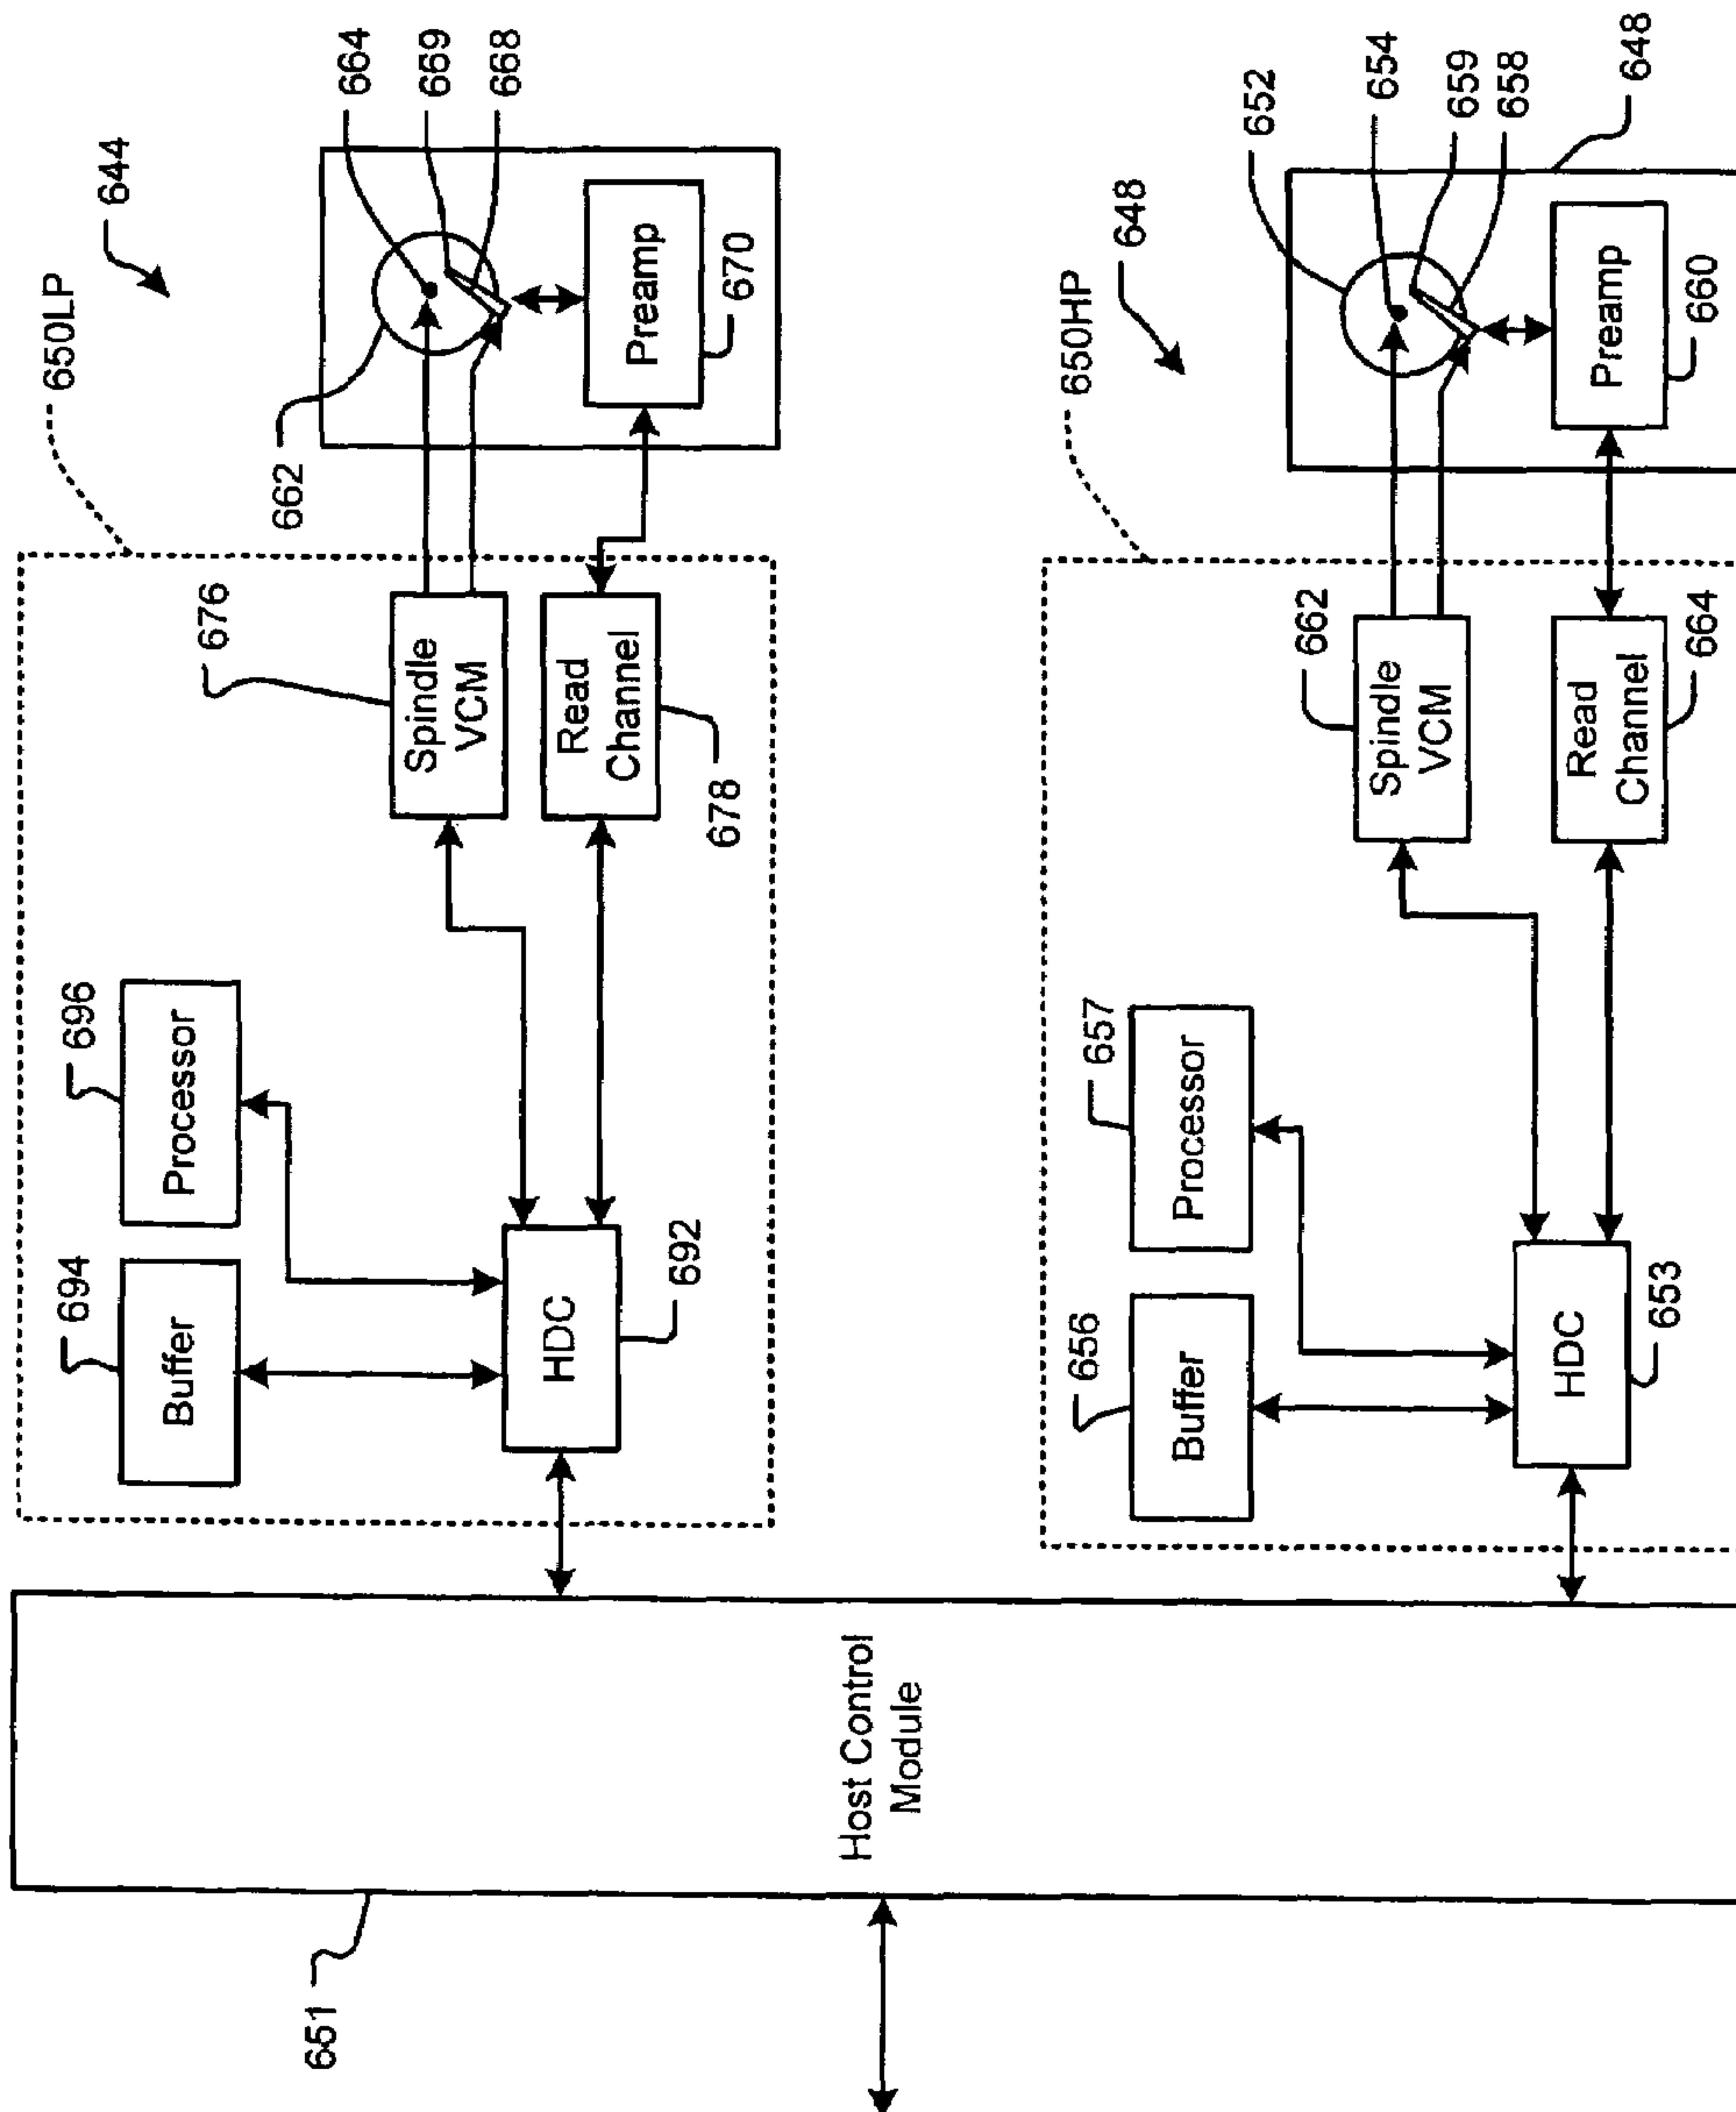 644
650LP
664
669
668
662
676
696
694
Processor
Buffer
Spindle
VCM
Read
Channel
Preamp
670
678
HDC
692
651
Host Control
Module
648
650HP
652
654
659
658
648
662
657
656
Processor
Buffer
Spindle
VCM
Read
Channel
Preamp
660
664
HDC
653